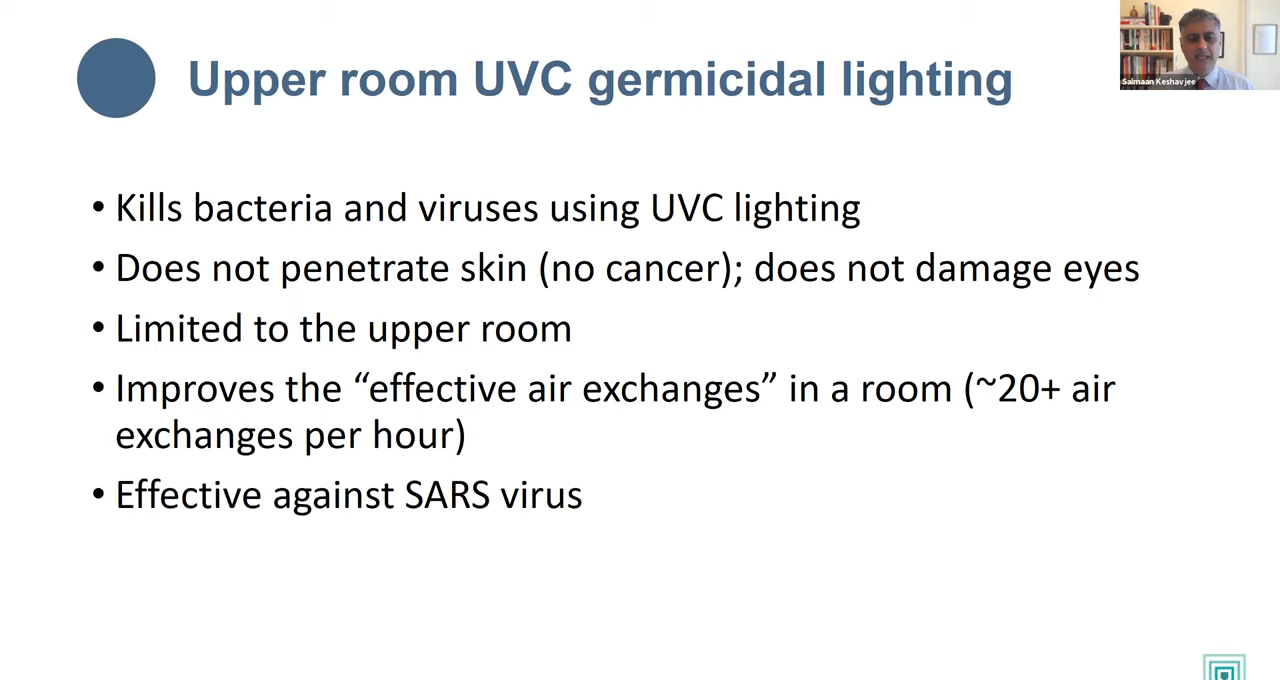 Upper room UVC germicidal lighting
Salmaan Keshavjee
• Kills bacteria and viruses using UVC lighting
• Does not penetrate skin (no cancer); does not damage eyes
• Limited to the upper room
• Improves the “effective air exchanges” in a room (~20+ air
exchanges per hour)
• Effective against SARS virus